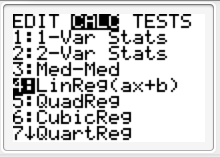 EDIT CALC TESTS
1:1-Var Stats
2:2-Var Stats
3:Med-Med
4:LinReg(ax+b)
5:QuadReg
6:CubicReg
7↓QuartReg